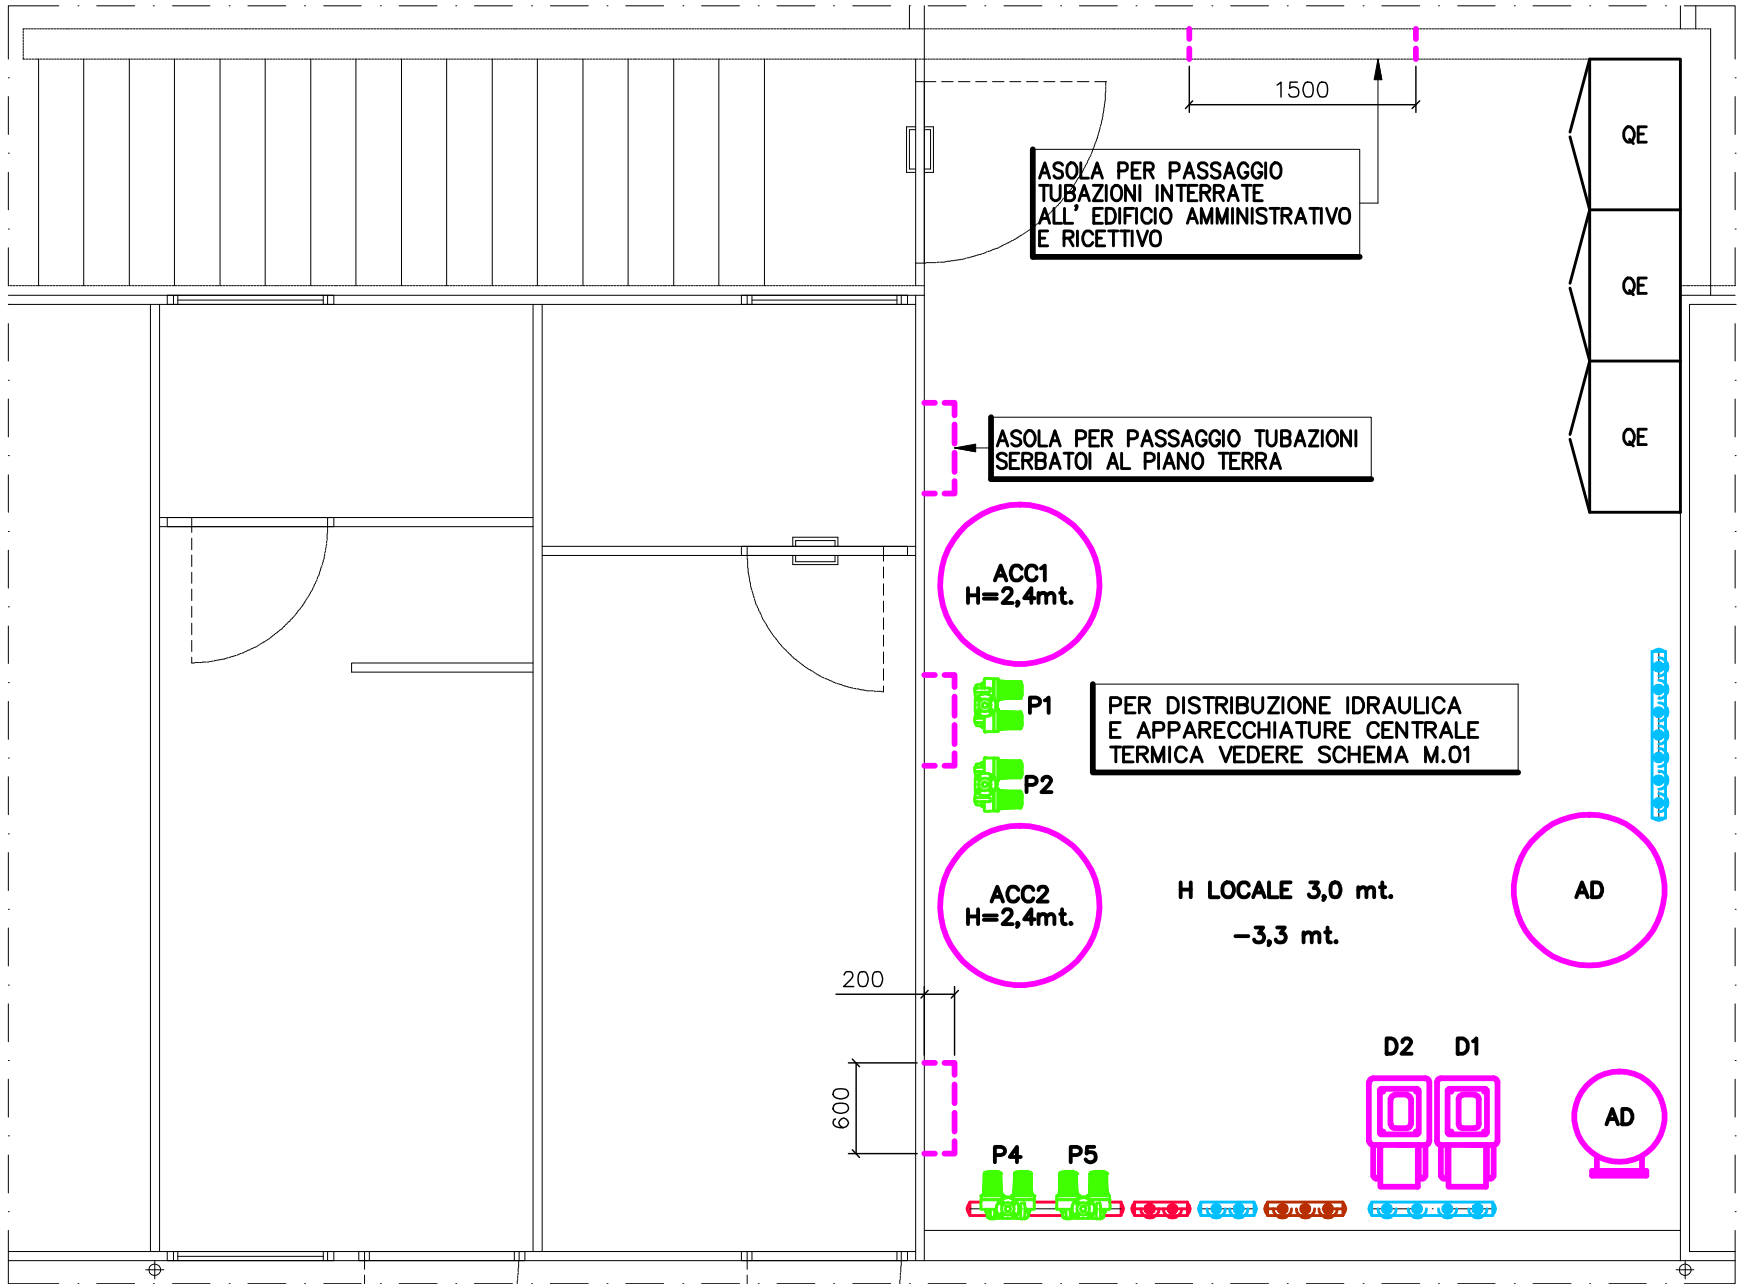 1500
QE
ASOLA PER PASSAGGIO
TUBAZIONI INTERRATE
ALL' EDIFICIO AMMINISTRATIVO
E RICETTIVO
QE
QE
ASOLA PER PASSAGGIO TUBAZIONI
SERBATOI AL PIANO TERRA
ACC1
H=2,4mt.
P1
PER DISTRIBUZIONE IDRAULICA
E APPARECCHIATURE CENTRALE
TERMICA VEDERE SCHEMA M.01
P2
ACC2
H=2,4mt.
H LOCALE 3,0 mt.
-3,3 mt.
AD
200
D2
D1
600
AD
P4
P5